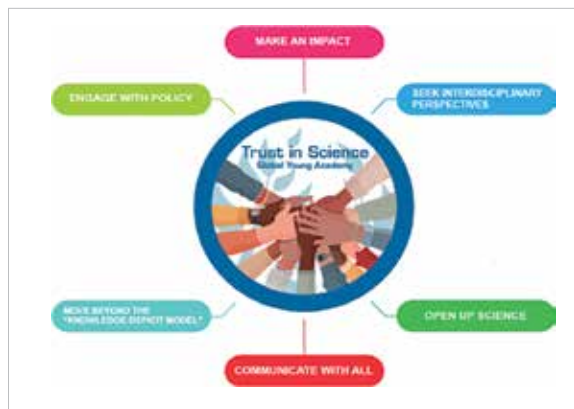 MAKE AN IMPACT
ENGAGE WITH POLICY
SEEK INTERDISCIPLINARY
PERSPECTIVES
Trust in Science
Global Young Academy
MOVE BEYOND THE
"KNOWLEDGE DEFICIT MODEL"
OPEN UP SCIENCE
COMMUNICATE WITH ALL